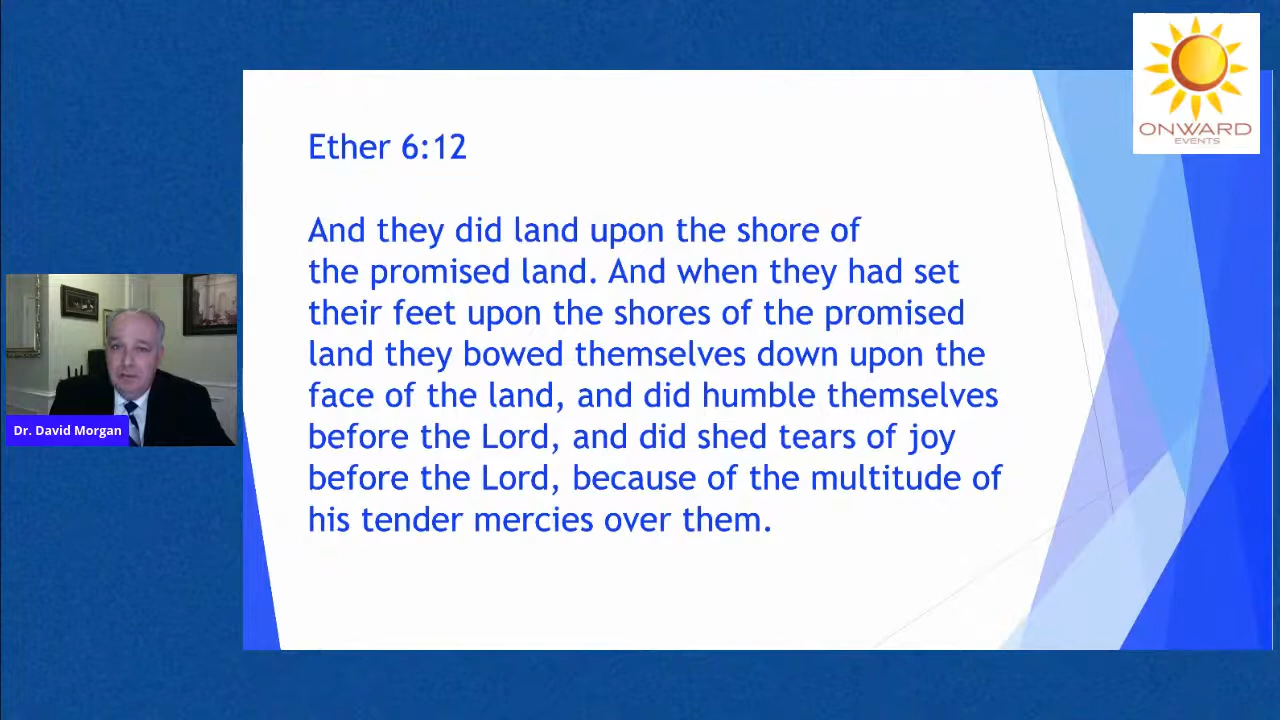 ONWARD
EVENTS
Ether 6:12
And they did land upon the shore of
the promised land. And when they had set
their feet upon the shores of the promised
land they bowed themselves down upon the
face of the land, and did humble themselves
before the Lord, and did shed tears of joy
before the Lord, because of the multitude of
his tender mercies over them.
Dr. David Morgan